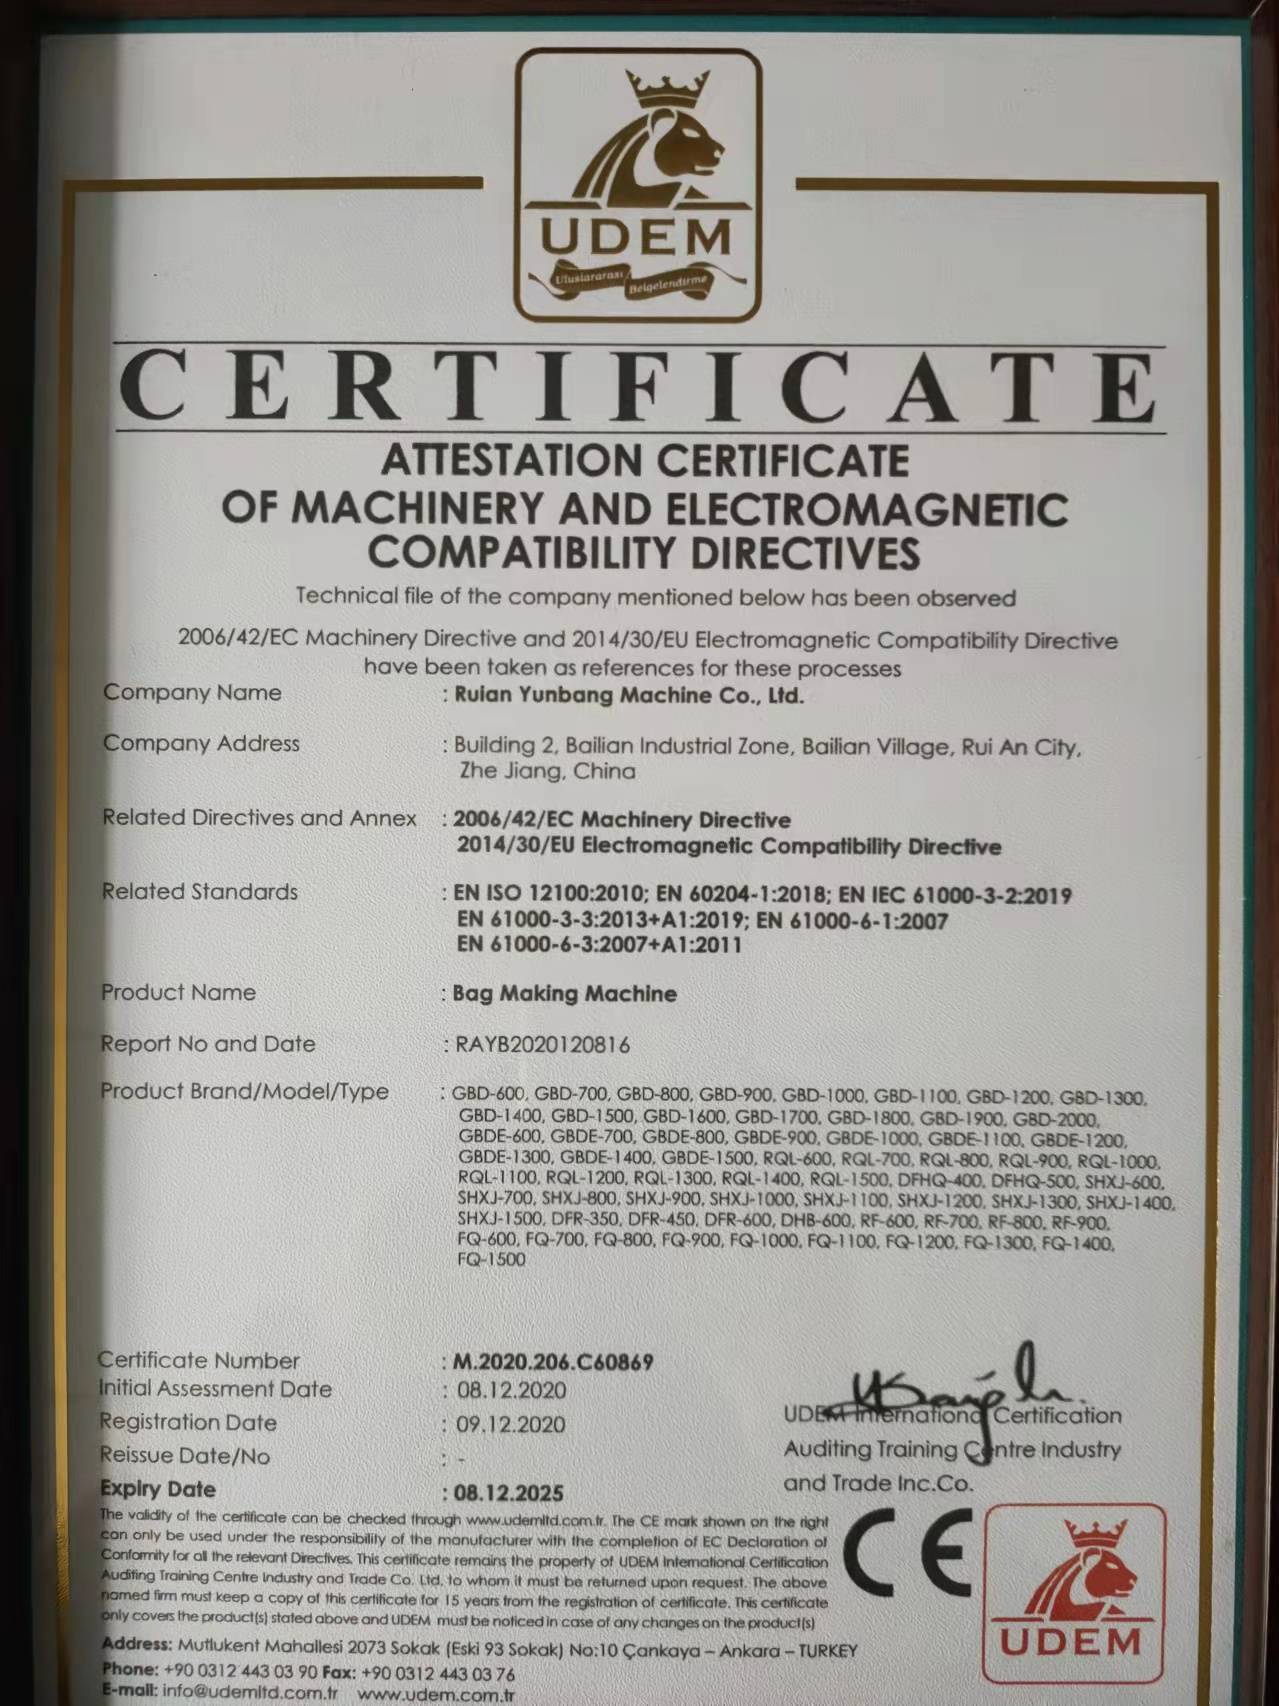 UDEM
Uluslararası
Belgelendirme
CERTIFICATE
ATTESTATION CERTIFICATE
OF MACHINERY AND ELECTROMAGNETIC
COMPATIBILITY DIRECTIVES
Technical file of the company mentioned below has been observed
2006/42/EC Machinery Directive and 2014/30/EU Electromagnetic Compatibility Directive
have been taken as references for these processes
Company Name : Ruian Yunbang Machine Co., Ltd.
Company Address : Building 2, Bailian Industrial Zone, Bailian Village, Rui An City,
Zhe Jiang, China
Related Directives and Annex : 2006/42/EC Machinery Directive
2014/30/EU Electromagnetic Compatibility Directive
Related Standards : EN ISO 12100:2010; EN 60204-1:2018; EN IEC 61000-3-2:2019
EN 61000-3-3:2013+A1:2019; EN 61000-6-1:2007
EN 61000-6-3:2007+A1:2011
Product Name : Bag Making Machine
Report No and Date : RAYB2020120816
Product Brand/Model/Type : GBD-600, GBD-700, GBD-800, GBD-900, GBD-1000, GBD-1100, GBD-1200, GBD-1300,
GBD-1400, GBD-1500, GBD-1600, GBD-1700, GBD-1800, GBD-1900, GBD-2000,
GBDE-600, GBDE-700, GBDE-800, GBDE-900, GBDE-1000, GBDE-1100, GBDE-1200,
GBDE-1300, GBDE-1400, GBDE-1500, RQL-600, RQL-700, RQL-800, RQL-900, RQL-1000,
RQL-1100, RQL-1200, RQL-1300, RQL-1400, RQL-1500, DFHQ-400, DFHQ-500, SHXJ-600,
SHXJ-700, SHXJ-800, SHXJ-900, SHXJ-1000, SHXJ-1100, SHXJ-1200, SHXJ-1300, SHXJ-1400,
SHXJ-1500, DFR-350, DFR-450, DFR-600, DHB-600, RF-600, RF-700, RF-800, RF-900,
FQ-600, FQ-700, FQ-800, FQ-900, FQ-1000, FQ-1100, FQ-1200, FQ-1300, FQ-1400,
FQ-1500
Certificate Number : M.2020.206.C60869
Initial Assessment Date : 08.12.2020
Registration Date : 09.12.2020
Reissue Date/No : -
Expiry Date : 08.12.2025
UDEM International Certification
Auditing Training Centre Industry
and Trade Inc.Co.
The validity of the certificate can be checked through www.udemltd.com.tr. The CE mark shown on the right
can only be used under the responsibility of the manufacturer with the completion of EC Declaration of
Conformity for all the relevant Directives. This certificate remains the property of UDEM International Certification
Auditing Training Centre Industry and Trade Co. Ltd. to whom it must be returned upon request. The above
named firm must keep a copy of this certificate for 15 years from the registration of certificate. This certificate
only covers the product(s) stated above and UDEM must be noticed in case of any changes on the product(s)
CE
UDEM
Address: Mutlukent Mahallesi 2073 Sokak (Eski 93 Sokak) No:10 Çankaya – Ankara – TURKEY
Phone: +90 0312 443 03 90 Fax: +90 0312 443 03 76
E-mail: info@udemltd.com.tr www.udem.com.tr